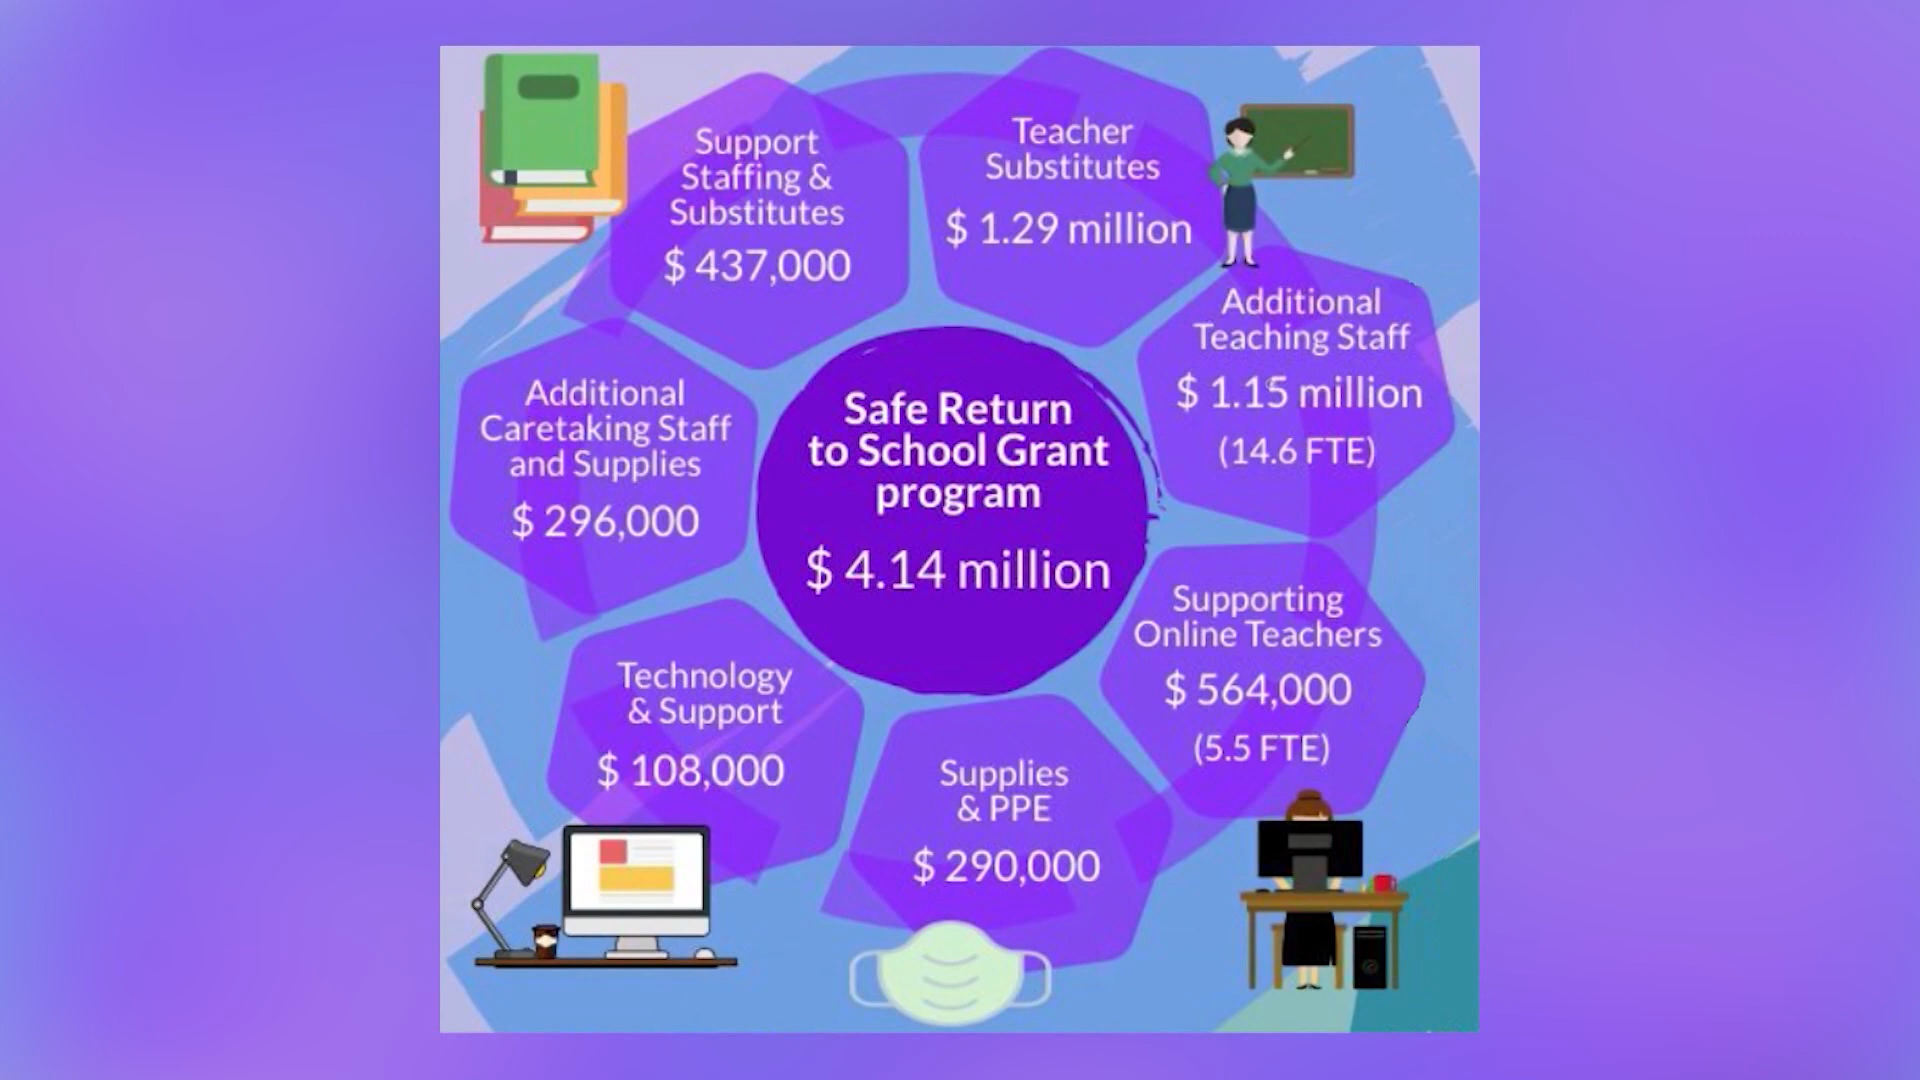 Support
Staffing &
Substitutes
$ 437,000
Teacher
Substitutes
$ 1.29 million
Additional
Teaching Staff
$ 1.15 million
(14.6 FTE)
Additional
Caretaking Staff
and Supplies
$ 296,000
Safe Return
to School Grant
program
$ 4.14 million
Supporting
Online Teachers
$ 564,000
(5.5 FTE)
Technology
& Support
$ 108,000
Supplies
& PPE
$ 290,000